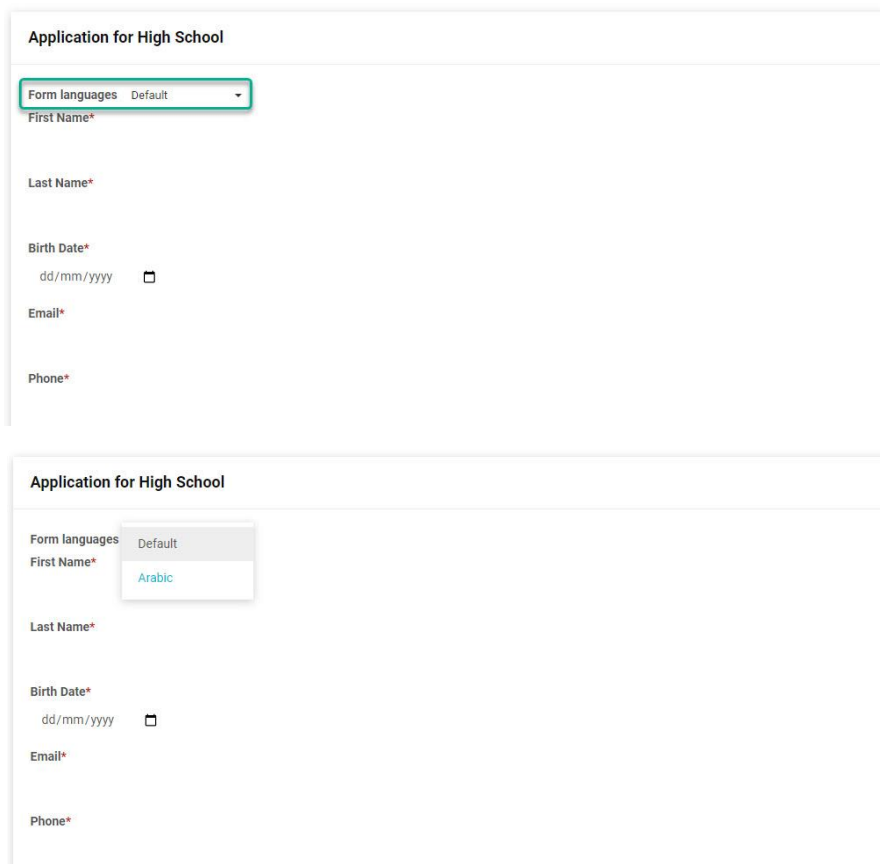 Application for High School
Form languages Default
First Name*
Last Name*
Birth Date*
dd/mm/yyyy
Email*
Phone*
Application for High School
Form languages
Default
First Name*
Arabic
Last Name*
Birth Date*
dd/mm/yyyy
Email*
Phone*